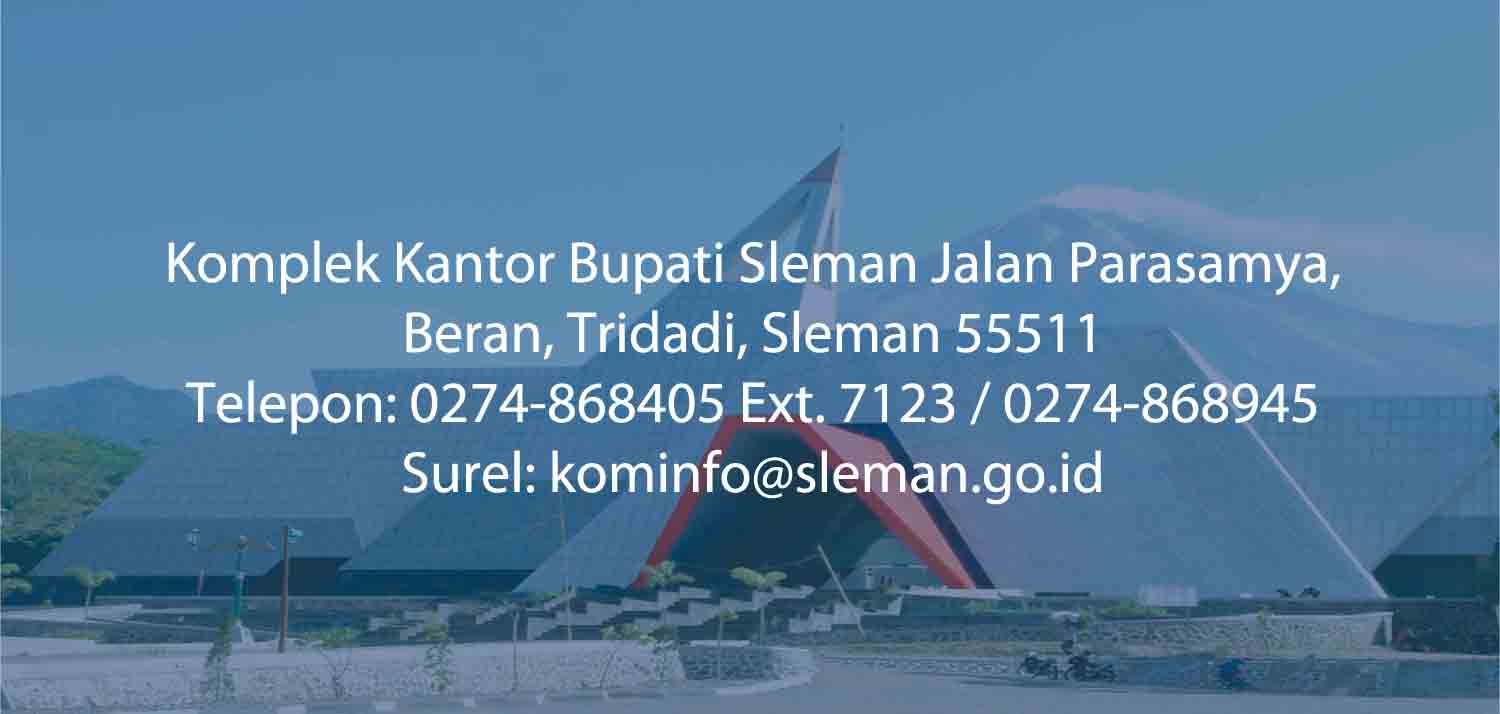 Komplek Kantor Bupati Sleman Jalan Parasamya,
Beran, Tridadi, Sleman 55511
Telepon: 0274-868405 Ext. 7123 / 0274-868945
Surel: kominfo@sleman.go.id